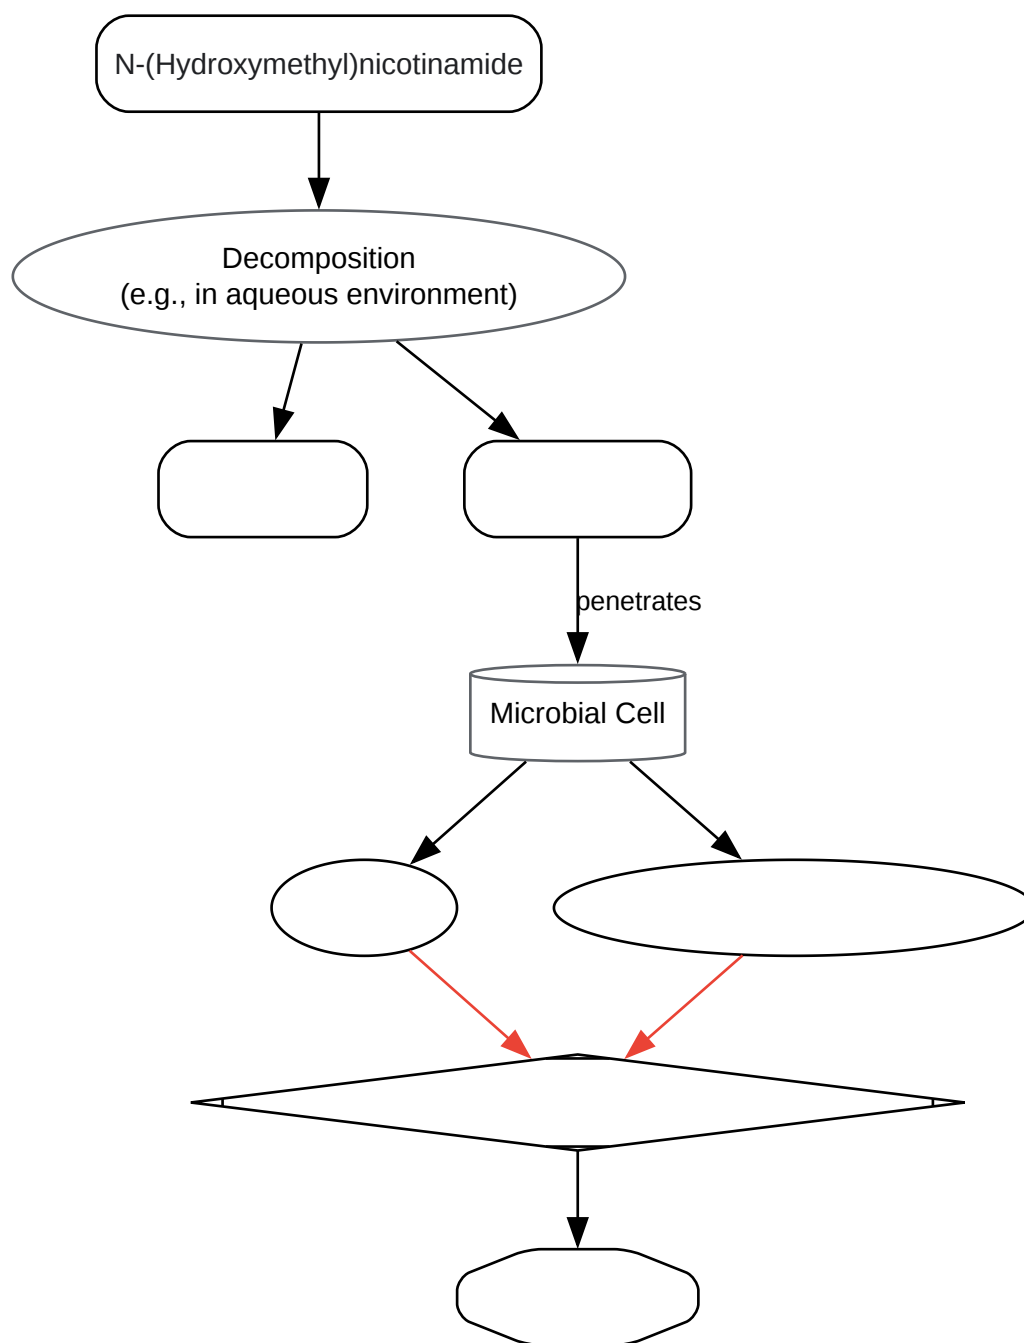 N-(Hydroxymethyl)nicotinamide
Decomposition
(e.g., in aqueous environment)
penetrates
Microbial Cell